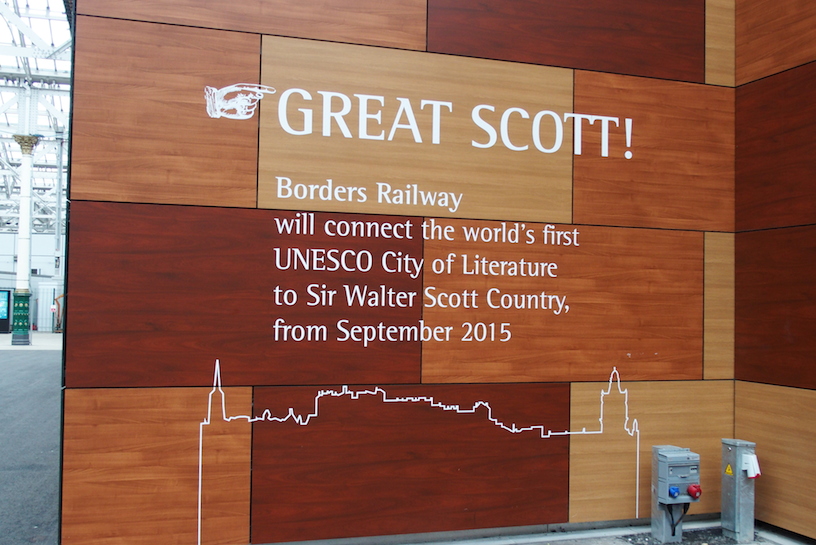 GREAT SCOTT!
Borders Railway
will connect the world's first
UNESCO City of Literature
to Sir Walter Scott Country,
from September 2015